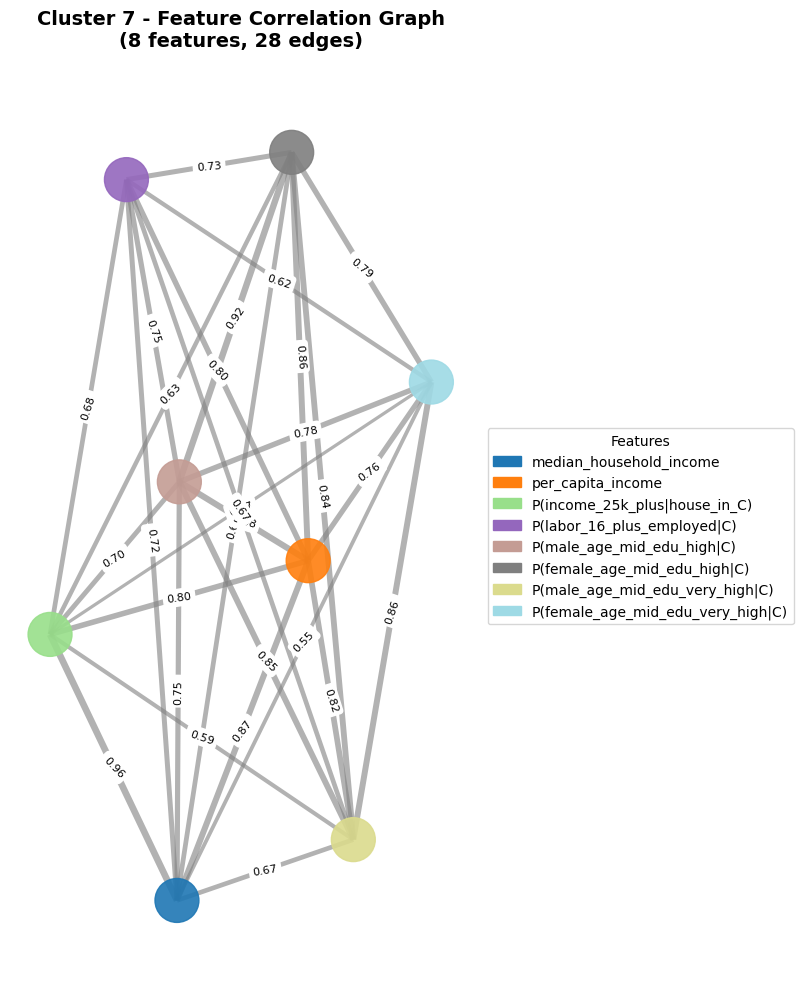 Cluster 7 - Feature Correlation Graph
(8 features, 28 edges)
0.73
0.79
0.62
0.92
0.75
0.86
0.80
0.63
0.68
0.78
0.76
0.84
0.67
0.72
0.70
0.80
0.86
0.55
0.85
0.75
0.82
0.87
0.59
0.96
0.67
Features
median_household_income
per_capita_income
P(income_25k_plus|house_in_C)
P(labor_16_plus_employed|C)
P(male_age_mid_edu_high|C)
P(female_age_mid_edu_high|C)
P(male_age_mid_edu_very_high|C)
P(female_age_mid_edu_very_high|C)